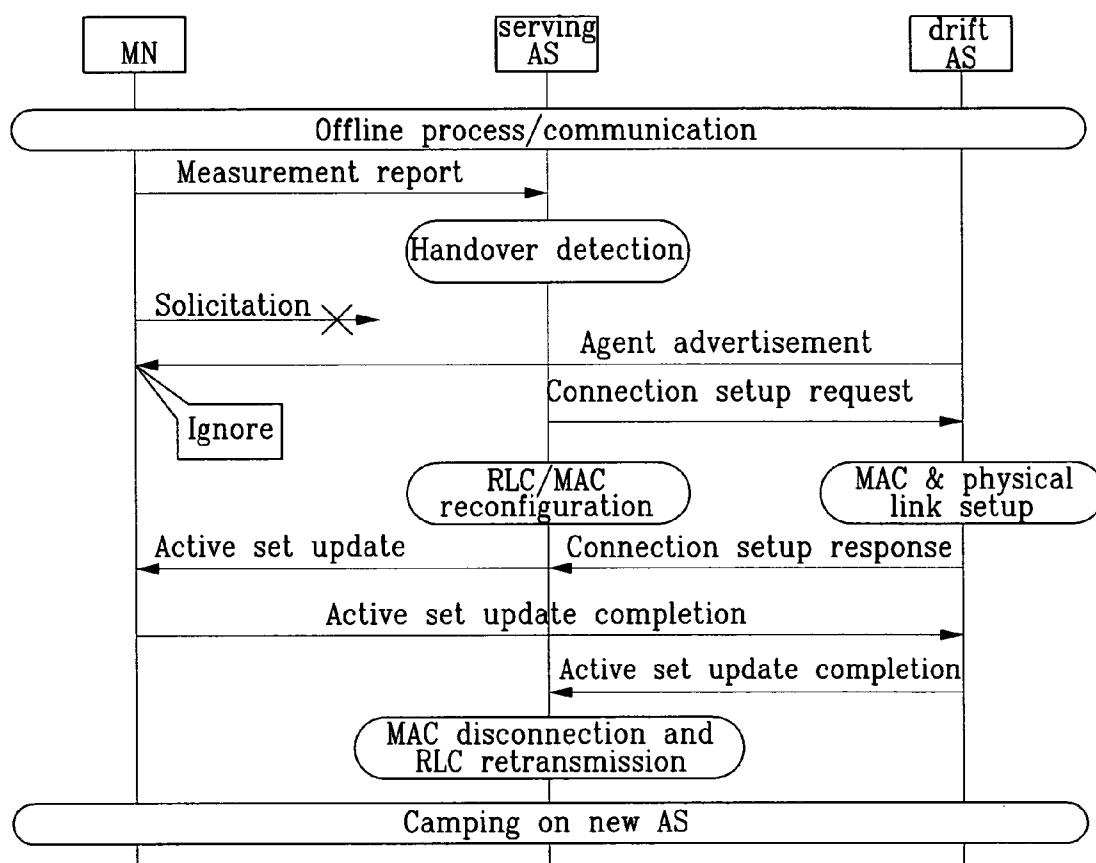 MN
serving
AS
drift
AS
Offline process/communication
Measurement report
Handover detection
Solicitation
Agent advertisement
Connection setup request
Ignore
RLC/MAC
reconfiguration
MAC & physical
link setup
Active set update
Connection setup response
Active set update completion
Active set update completion
MAC disconnection and
RLC retransmission
Camping on new AS